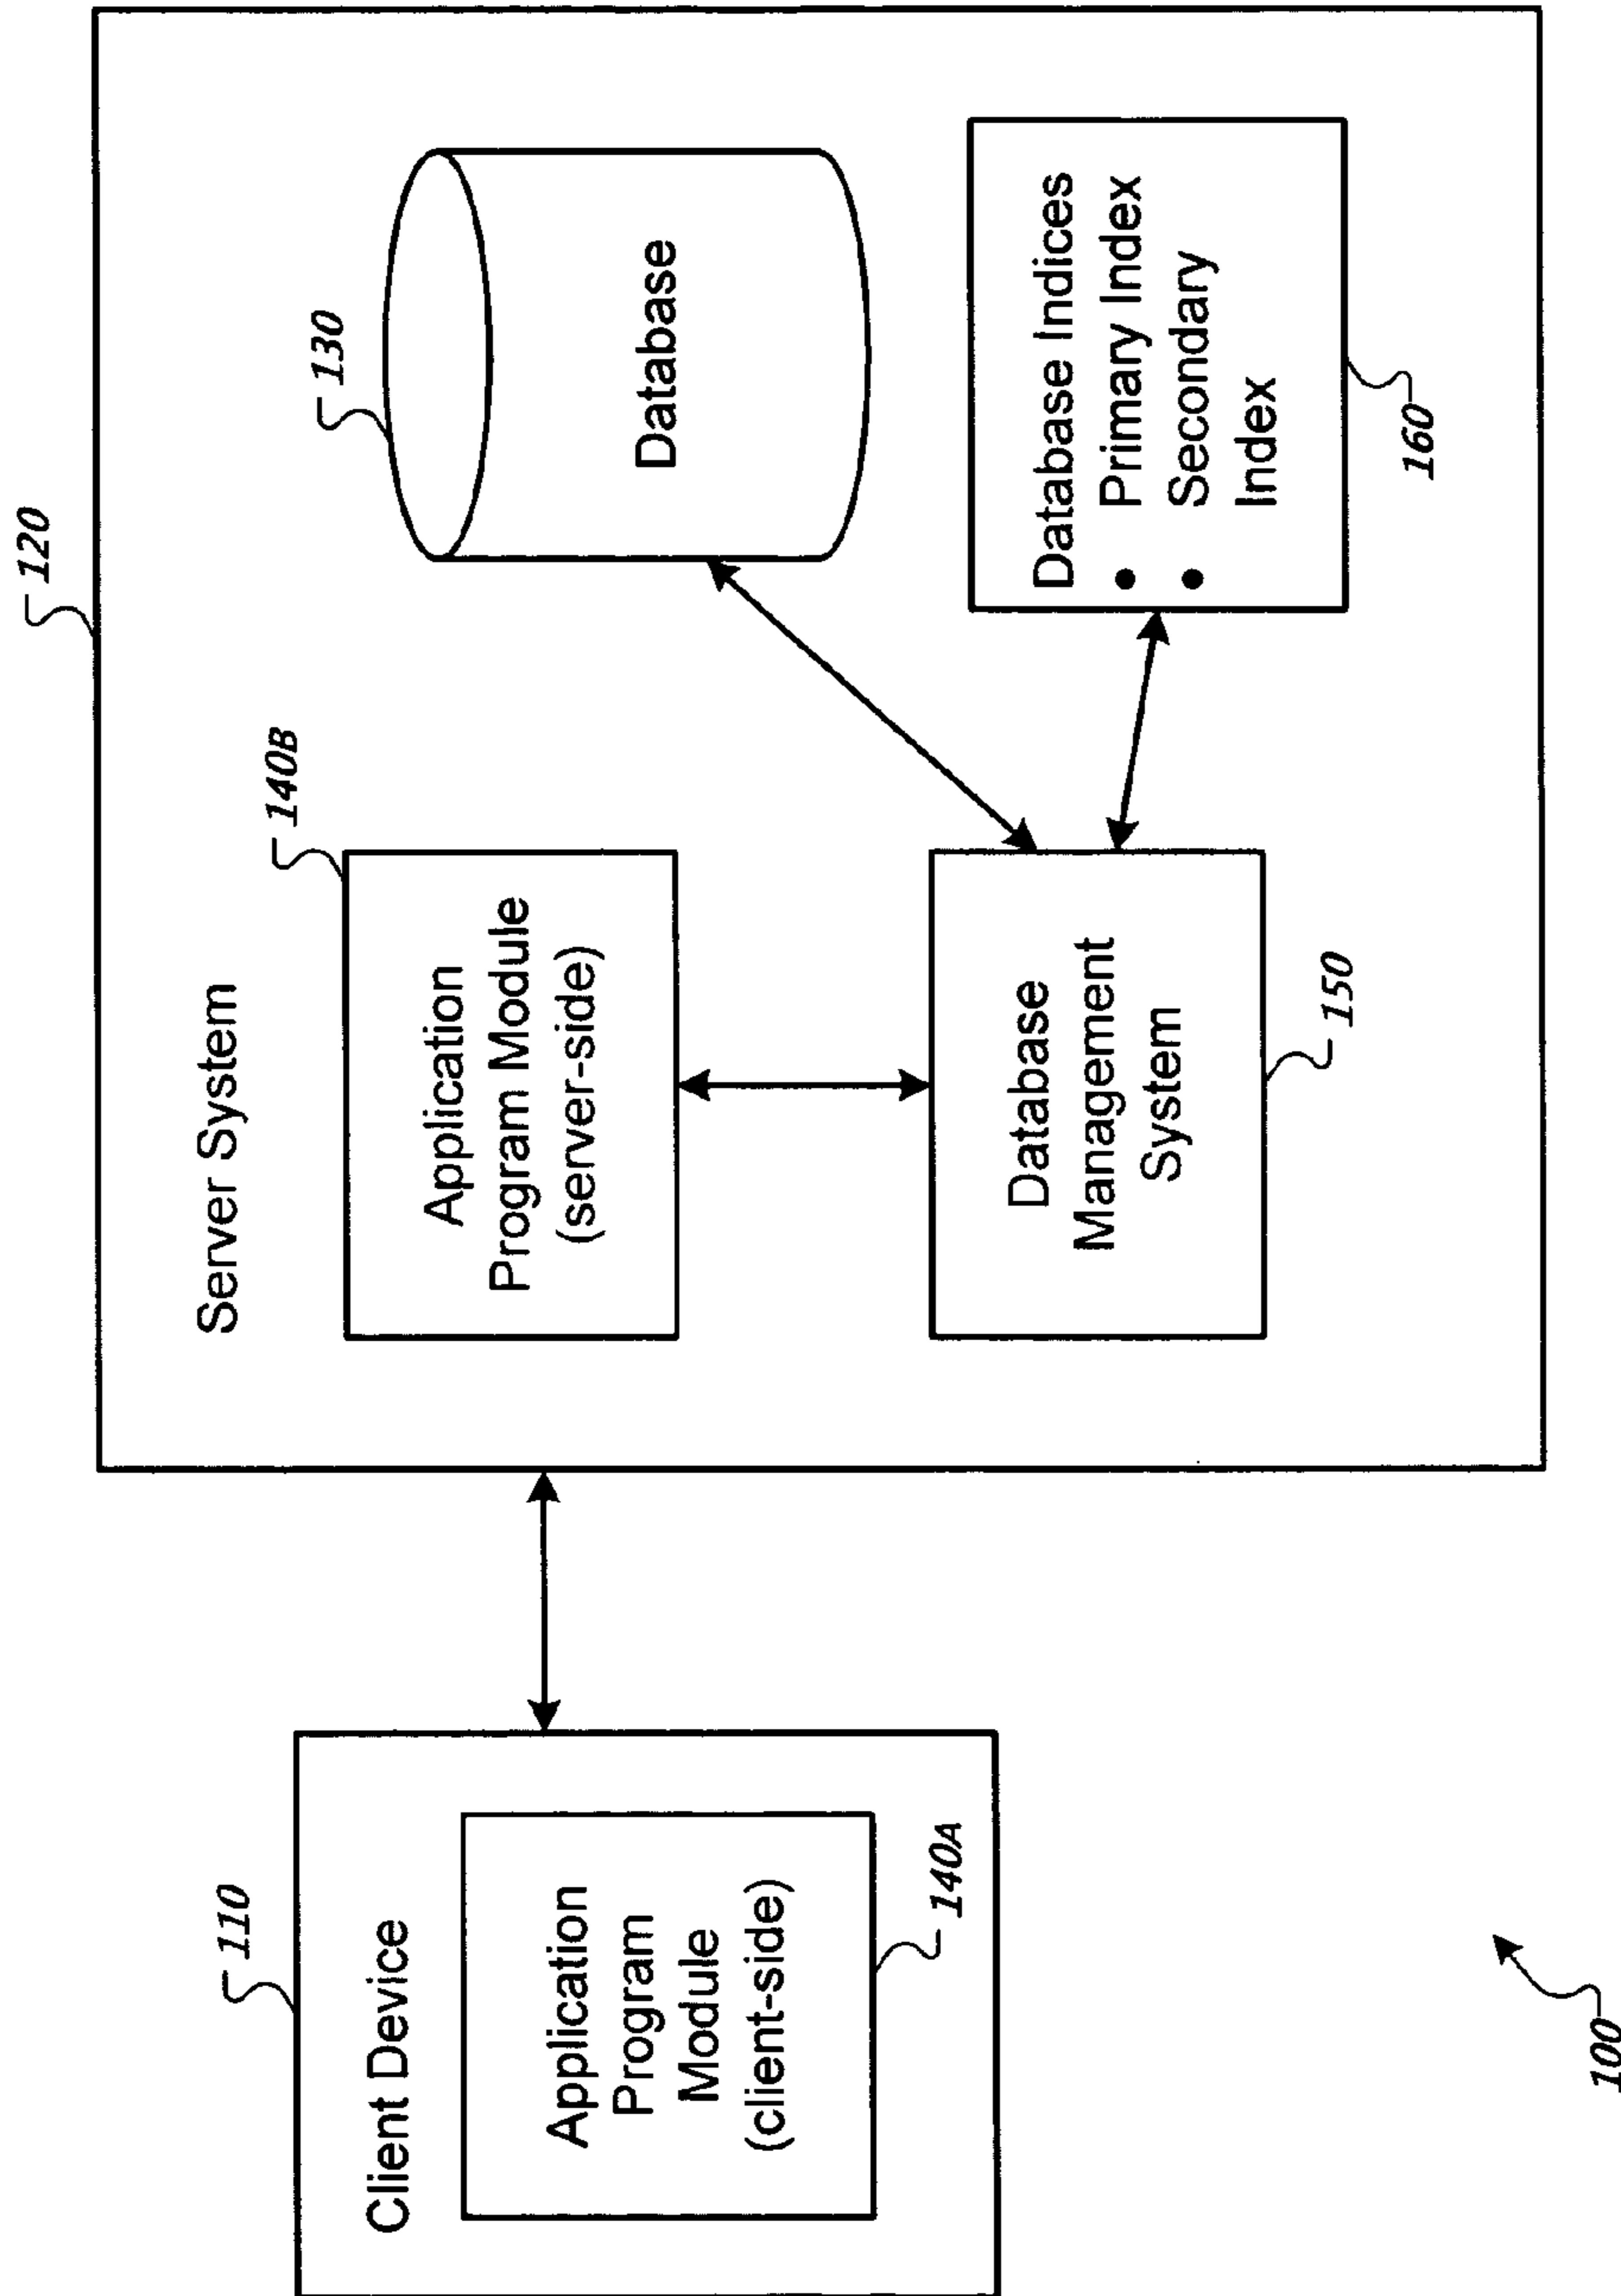 120
Server System
140B
Application
Program Module
(server-side)
130
Database
Database
Management
System
150
Database Indices
• Primary Index
• Secondary
Index
160
110
Client Device
Application
Program
Module
(client-side)
140A
100